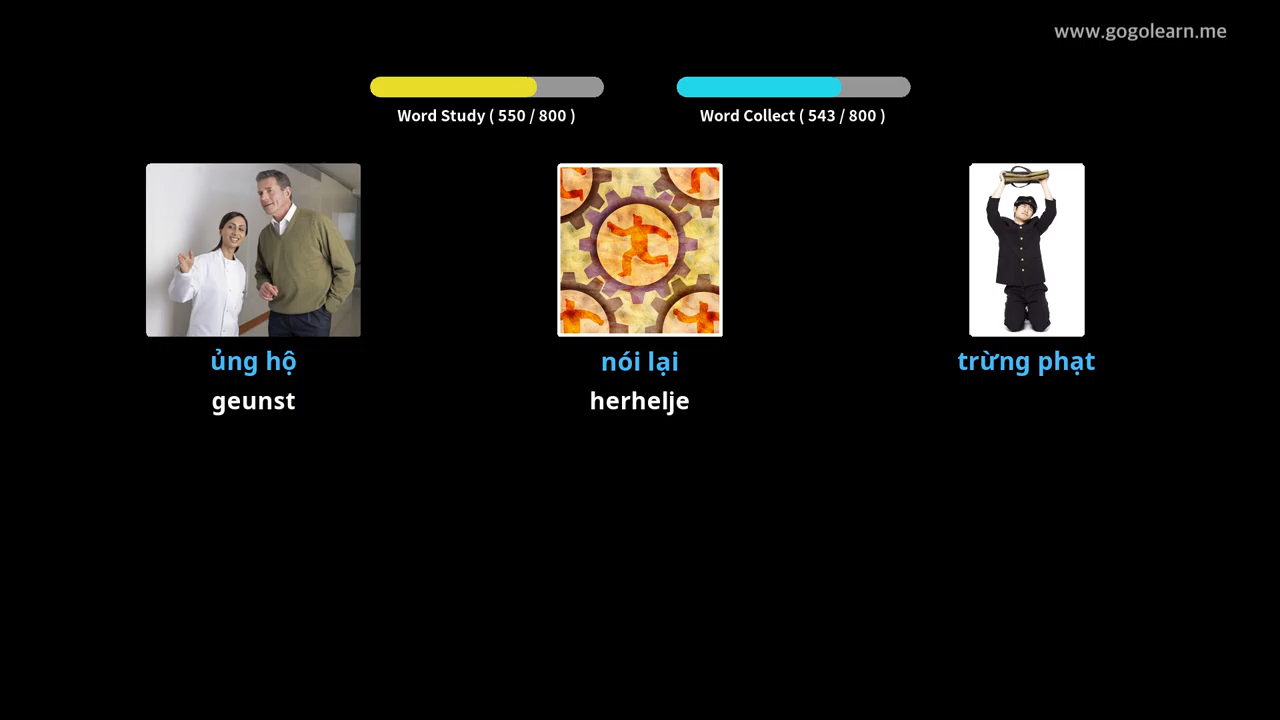 www.gogolearn.me
Word Study ( 550 / 800 )
Word Collect ( 543 / 800 )
ủng hộ
geunst
nói lại
herhelje
trừng phạt